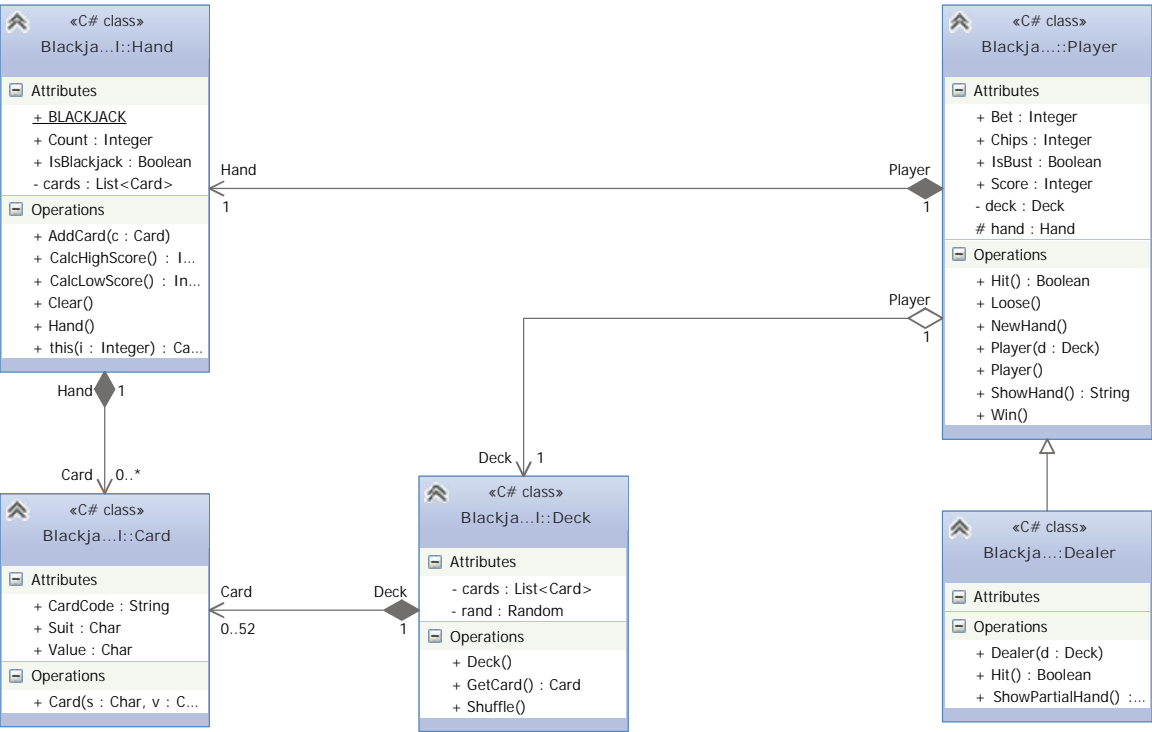 «C# class»
Blackja...l::Hand
Attributes
+ BLACKJACK
+ Count : Integer
+ IsBlackjack : Boolean
- cards : List<Card>
Operations
+ AddCard(c : Card)
+ CalcHighScore() : I...
+ CalcLowScore() : In...
+ Clear()
+ Hand()
+ this(i : Integer) : Ca...
Hand
1
Player
1
«C# class»
Blackja...::Player
Attributes
+ Bet : Integer
+ Chips : Integer
+ IsBust : Boolean
+ Score : Integer
- deck : Deck
# hand : Hand
Operations
+ Hit() : Boolean
+ Loose()
+ NewHand()
+ Player(d : Deck)
+ Player()
+ ShowHand() : String
+ Win()
Player
1
Deck
1
Hand
1
Card
0..*
«C# class»
Blackja...l::Card
Attributes
+ CardCode : String
+ Suit : Char
+ Value : Char
Operations
+ Card(s : Char, v : C...
Card
0..52
Deck
1
«C# class»
Blackja...l::Deck
Attributes
- cards : List<Card>
- rand : Random
Operations
+ Deck()
+ GetCard() : Card
+ Shuffle()
«C# class»
Blackja...:Dealer
Attributes
Operations
+ Dealer(d : Deck)
+ Hit() : Boolean
+ ShowPartialHand() :...